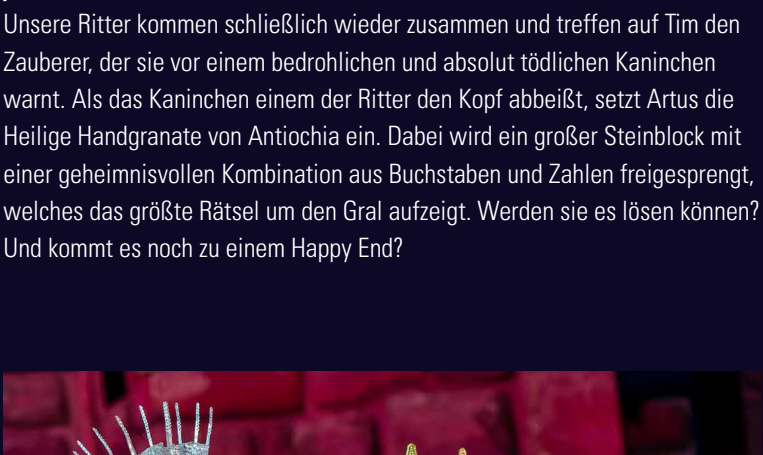 Unsere Ritter kommen schließlich wieder zusammen und treffen auf Tim den
Zauberer, der sie vor einem bedrohlichen und absolut tödlichen Kaninchen
warnt. Als das Kaninchen einem der Ritter den Kopf abbeißt, setzt Artus die
Heilige Handgranate von Antiochia ein. Dabei wird ein großer Steinblock mit
einer geheimnisvollen Kombination aus Buchstaben und Zahlen freigesprengt,
welches das größte Rätsel um den Gral aufzeigt. Werden sie es lösen können?
Und kommt es noch zu einem Happy End?